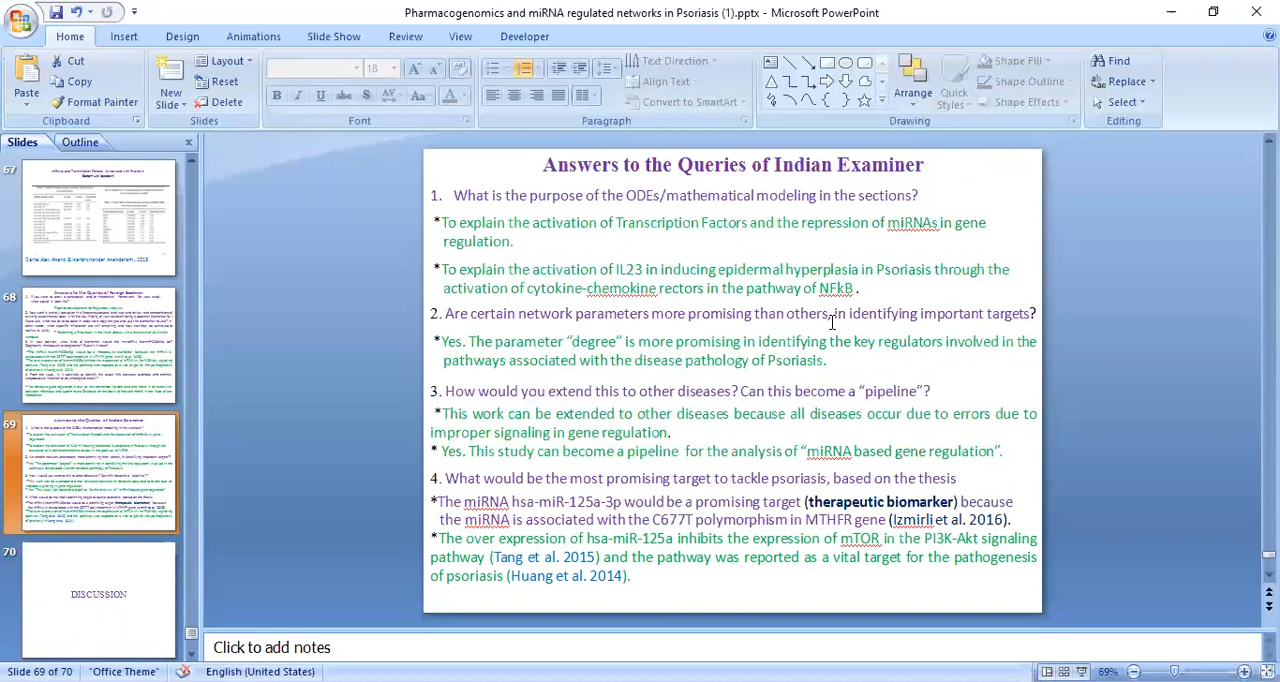 Pharmacogenomics and miRNA regulated networks in Psoriasis (1).pptx - Microsoft PowerPoint
Home Insert Design Animations Slide Show Review View Developer
Paste
Cut
Copy
Format Painter
Clipboard
New Slide
Layout
Reset
Delete
Slides
18
B I U abc S AV Aa A
Font
Text Direction
Align Text
Convert to SmartArt
Paragraph
Arrange
Quick Styles
Shape Fill
Shape Outline
Shape Effects
Drawing
Find
Replace
Select
Editing
Slides Outline
67
68
69
70
DISCUSSION
Answers to the Queries of Indian Examiner
1. What is the purpose of the ODEs/mathematical modeling in the sections?
*To explain the activation of Transcription Factors and the repression of miRNAs in gene
regulation.
*To explain the activation of IL23 in inducing epidermal hyperplasia in Psoriasis through the
activation of cytokine-chemokine rectors in the pathway of NFkB .
2. Are certain network parameters more promising than others, in identifying important targets?
*Yes. The parameter “degree” is more promising in identifying the key regulators involved in the
pathways associated with the disease pathology of Psoriasis.
3. How would you extend this to other diseases? Can this become a “pipeline”?
*This work can be extended to other diseases because all diseases occur due to errors due to
improper signaling in gene regulation.
* Yes. This study can become a pipeline for the analysis of “miRNA based gene regulation”.
4. What would be the most promising target to tackle psoriasis, based on the thesis
*The miRNA hsa-miR-125a-3p would be a promising target (therapeutic biomarker) because
the miRNA is associated with the C677T polymorphism in MTHFR gene (Izmirli et al. 2016).
*The over expression of hsa-miR-125a inhibits the expression of mTOR in the PI3K-Akt signaling
pathway (Tang et al. 2015) and the pathway was reported as a vital target for the pathogenesis
of psoriasis (Huang et al. 2014).
Click to add notes
Slide 69 of 70 "Office Theme" English (United States) 69%